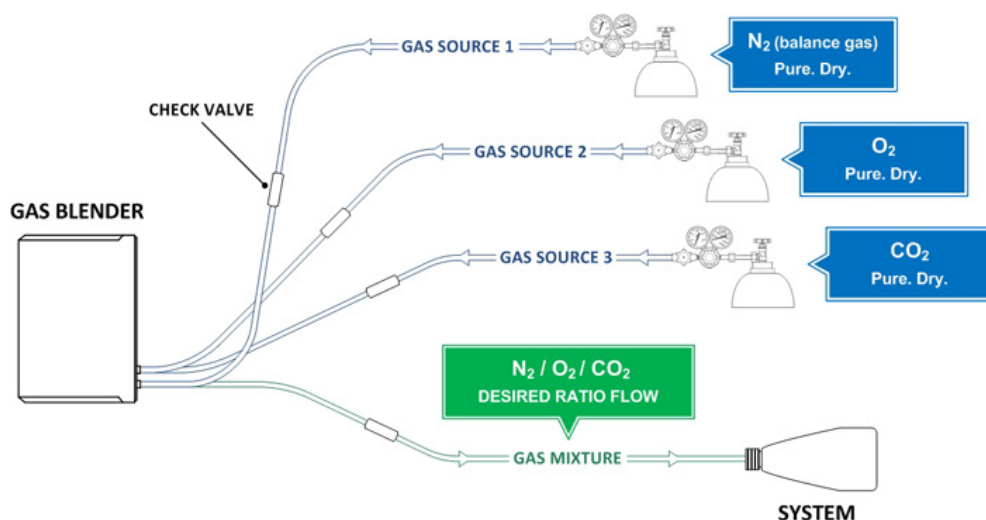 GAS SOURCE 1
N₂ (balance gas)
Pure. Dry.
CHECK VALVE
GAS SOURCE 2
O₂
Pure. Dry.
GAS BLENDER
GAS SOURCE 3
CO₂
Pure. Dry.
N₂ / O₂ / CO₂
DESIRED RATIO FLOW
GAS MIXTURE
SYSTEM